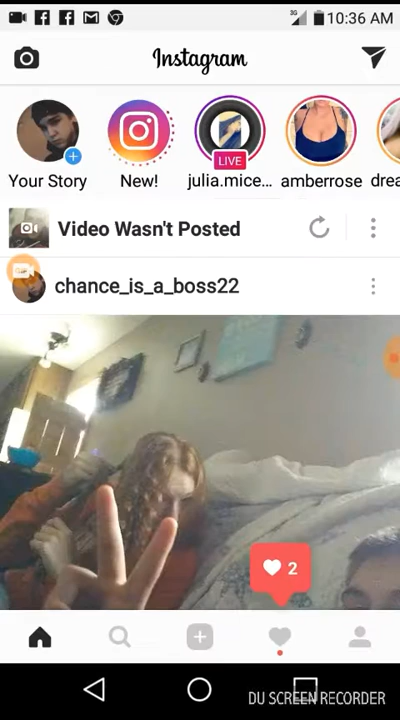 3G 10:36 AM
Instagram
LIVE
Your Story New! julia.mice... amberrose drea
Video Wasn't Posted
chance_is_a_boss22
2
DU SCREEN RECORDER